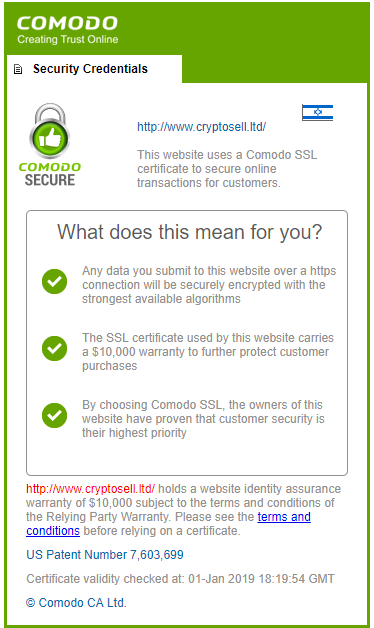 COMODO
Creating Trust Online
Security Credentials
http://www.cryptosell.ltd/
This website uses a Comodo SSL
certificate to secure online
transactions for customers.
COMODO
SECURE
What does this mean for you?
Any data you submit to this website over a https
connection will be securely encrypted with the
strongest available algorithms
The SSL certificate used by this website carries
a $10,000 warranty to further protect customer
purchases
By choosing Comodo SSL, the owners of this
website have proven that customer security is
their highest priority
http://www.cryptosell.ltd/ holds a website identity assurance
warranty of $10,000 subject to the terms and conditions of
the Relying Party Warranty. Please see the terms and
conditions before relying on a certificate.
US Patent Number 7,603,699
Certificate validity checked at: 01-Jan 2019 18:19:54 GMT
© Comodo CA Ltd.